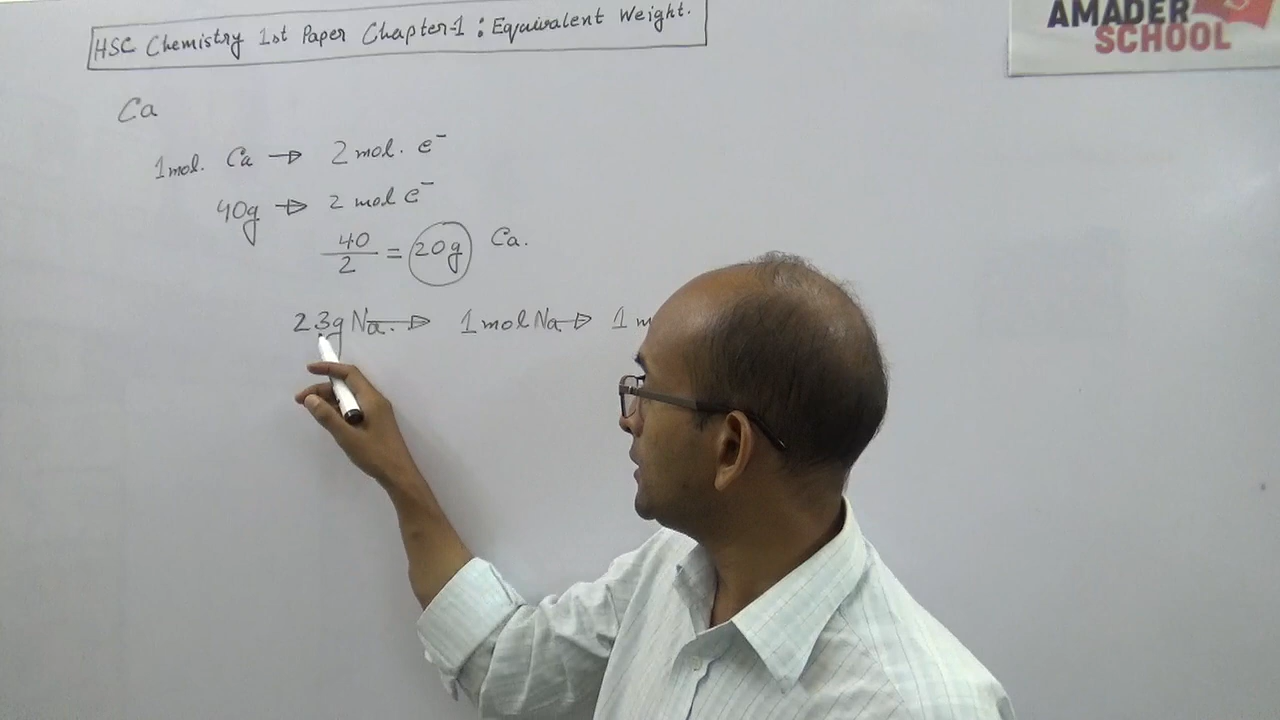 HSC Chemistry 1st Paper Chapter-1 : Equivalent Weight.
AMADER
SCHOOL
Ca
1mol. Ca → 2 mol. e⁻
40g → 2 mol e⁻
40/2 = 20g Ca.
23g Na. → 1 mol Na → 1 m